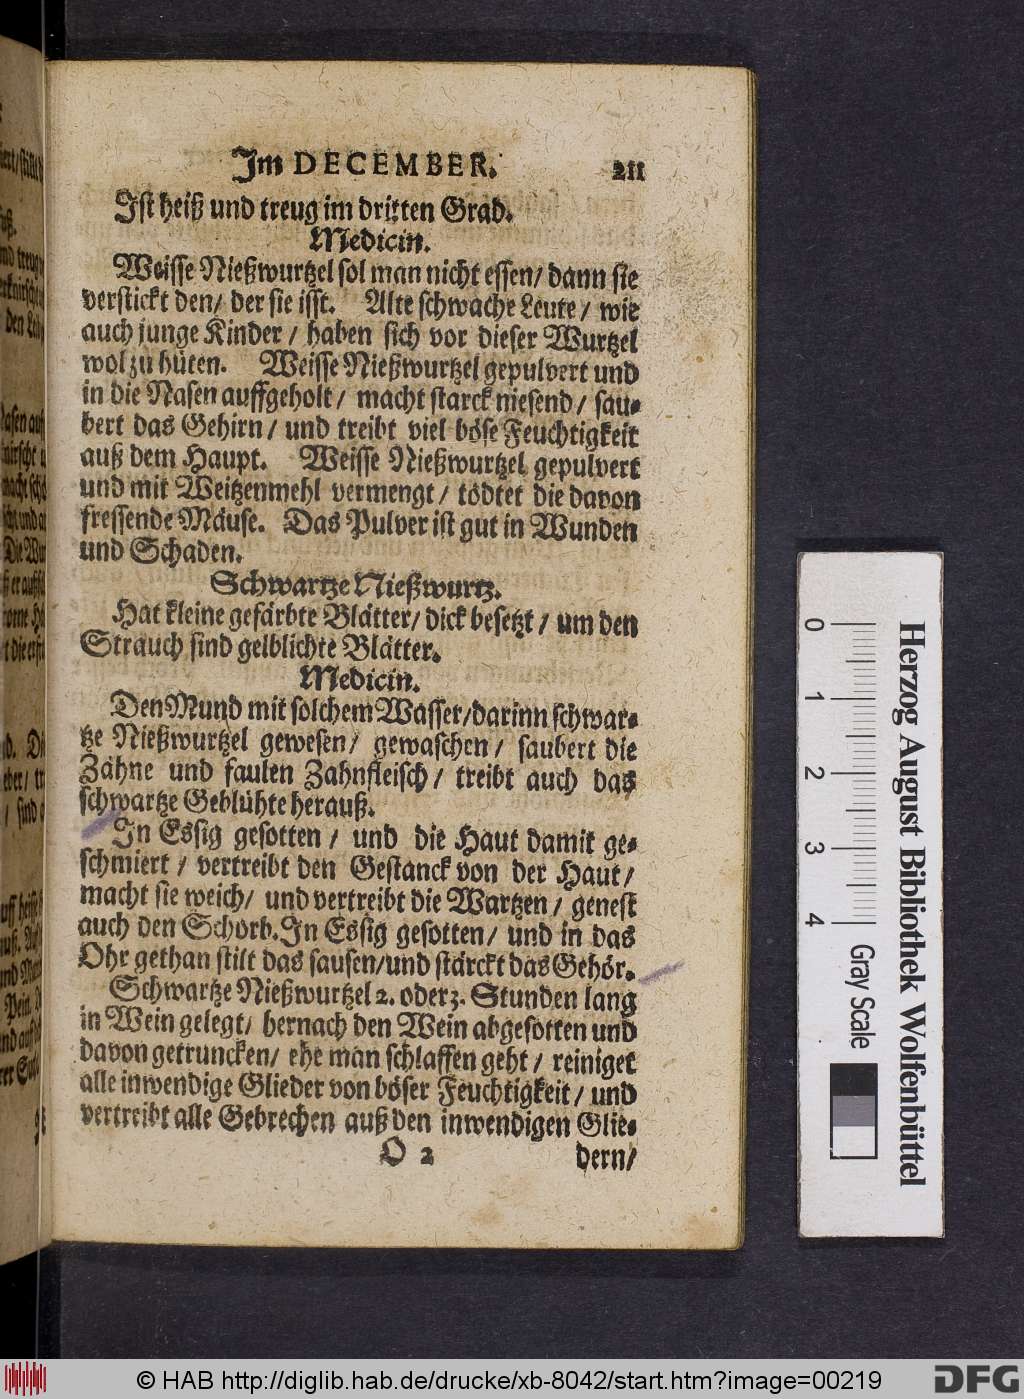 Im DECEMBER. 211
Ist heiß und treug im dritten Grad.
Medicin.
Weisse Nießwurtzel sol man nicht essen/ dann sie
verstickt den/ der sie isst. Alte schwache Leute/ wie
auch junge Kinder/ haben sich vor dieser Wurtzel
wol zu hüten. Weisse Nießwurtzel gepulvert und
in die Nasen auffgeholt/ macht starck niesend/ sau-
bert das Gehirn/ und treibt viel böse Feuchtigkeit
auß dem Haupt. Weisse Nießwurtzel gepulvert
und mit Weitzenmehl vermengt/ tödtet die davon
fressende Mäuse. Das Pulver ist gut in Wunden
und Schaden.
Schwartze Nießwurtz.
Hat kleine gefärbte Blätter/ dick besetzt/ um den
Strauch sind gelblichte Blätter.
Medicin.
Den Mund mit solchem Wasser/ darinn schwar-
tze Nießwurtzel gewesen/ gewaschen/ saubert die
Zähne und faulen Zahnfleisch/ treibt auch das
schwartze Geblühte herauß.
In Essig gesotten/ und die Haut damit ge-
schmiert/ vertreibt den Gestanck von der Haut/
macht sie weich/ und vertreibt die Wartzen/ genest
auch den Schorb. In Essig gesotten/ und in das
Ohr gethan stilt das sausen/ und stärckt das Gehör.
Schwartze Nießwurtzel 2. oder 3. Stunden lang
in Wein gelegt/ hernach den Wein abgesotten und
davon getruncken/ ehe man schlaffen geht/ reiniget
alle inwendige Glieder von böser Feuchtigkeit/ und
vertreibt alle Gebrechen auß den inwendigen Glie-
O 2 dern/
0 1 2 3 4
Gray Scale
Herzog August Bibliothek Wolfenbüttel
© HAB http://diglib.hab.de/drucke/xb-8042/start.htm?image=00219
DFG